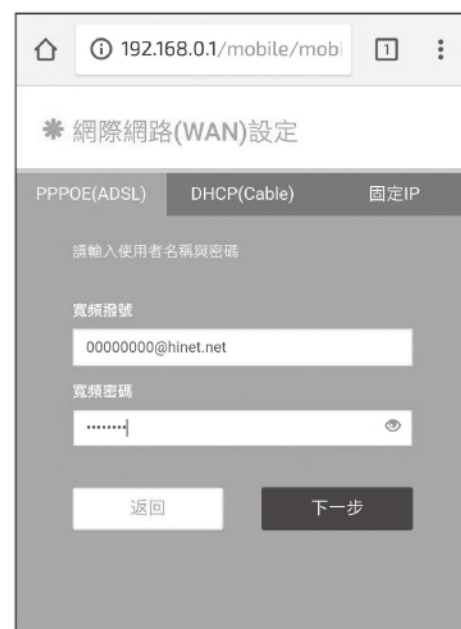 192.168.0.1/mobile/mobi 1
網際網路(WAN)設定
PPPOE(ADSL) DHCP(Cable) 固定IP
請輸入使用者名稱與密碼
寬頻撥號
00000000@hinet.net
寬頻密碼
••••••••
返回 下一步